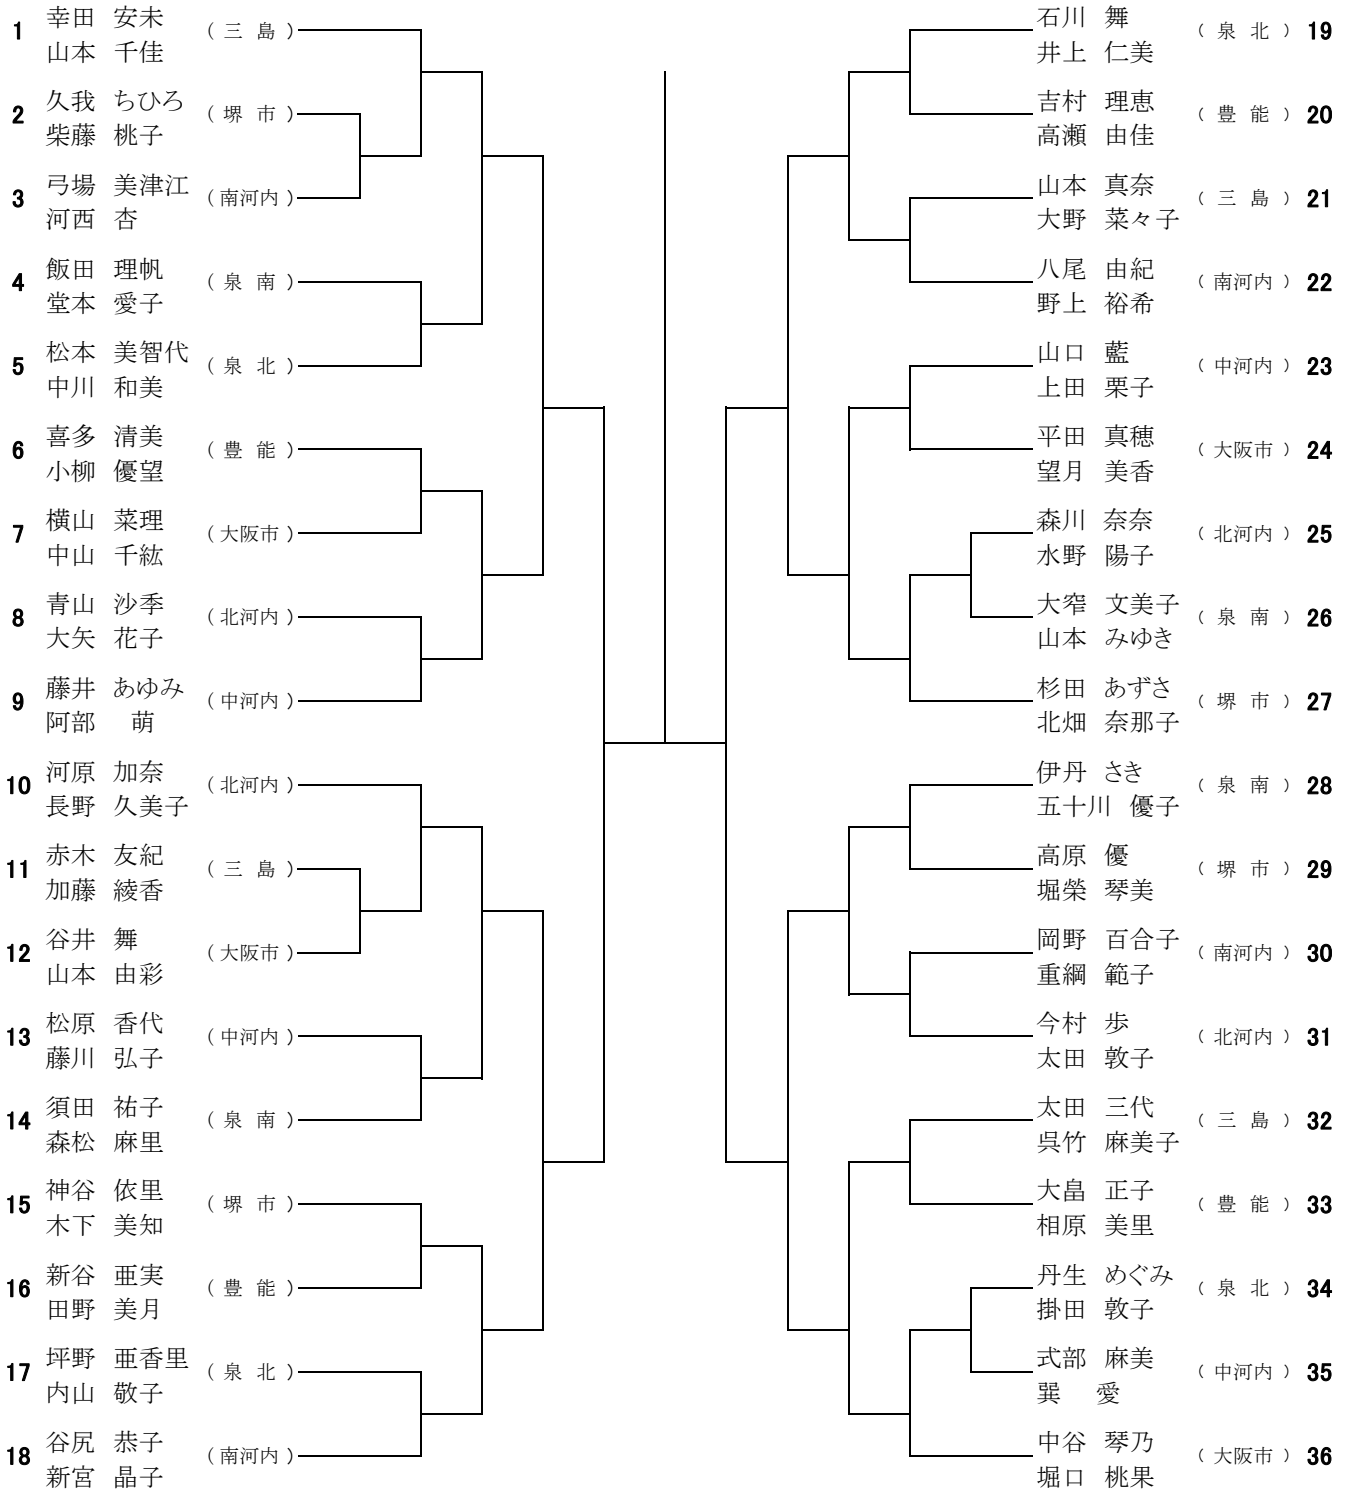 幸田 安未
1 (三 島)
山本 千佳
久我 ちひろ
2 (堺 市)
柴藤 桃子
弓場 美津江
3 (南河内)
河西 杏
飯田 理帆
4 (泉 南)
堂本 愛子
松本 美智代
5 (泉 北)
中川 和美
喜多 清美
6 (豊 能)
小柳 優望
横山 菜理
7 (大阪市)
中山 千紘
青山 沙季
8 (北河内)
大矢 花子
藤井 あゆみ
9 (中河内)
阿部 萌
河原 加奈
10 (北河内)
長野 久美子
赤木 友紀
11 (三 島)
加藤 綾香
谷井 舞
12 (大阪市)
山本 由彩
松原 香代
13 (中河内)
藤川 弘子
須田 祐子
14 (泉 南)
森松 麻里
神谷 依里
15 (堺 市)
木下 美知
新谷 亜実
16 (豊 能)
田野 美月
坪野 亜香里
17 (泉 北)
内山 敬子
谷尻 恭子
18 (南河内)
新宮 晶子
石川 舞
(泉 北) 19
井上 仁美
吉村 理恵
(豊 能) 20
高瀬 由佳
山本 真奈
(三 島) 21
大野 菜々子
八尾 由紀
(南河内) 22
野上 裕希
山口 藍
(中河内) 23
上田 栗子
平田 真穂
(大阪市) 24
望月 美香
森川 奈奈
(北河内) 25
水野 陽子
大窄 文美子
(泉 南) 26
山本 みゆき
杉田 あずさ
(堺 市) 27
北畑 奈那子
伊丹 さき
(泉 南) 28
五十川 優子
高原 優
(堺 市) 29
堀榮 琴美
岡野 百合子
(南河内) 30
重綱 範子
今村 歩
(北河内) 31
太田 敦子
太田 三代
(三 島) 32
呉竹 麻美子
大畠 正子
(豊 能) 33
相原 美里
丹生 めぐみ
(泉 北) 34
掛田 敦子
式部 麻美
(中河内) 35
巽 愛
中谷 琴乃
(大阪市) 36
堀口 桃果